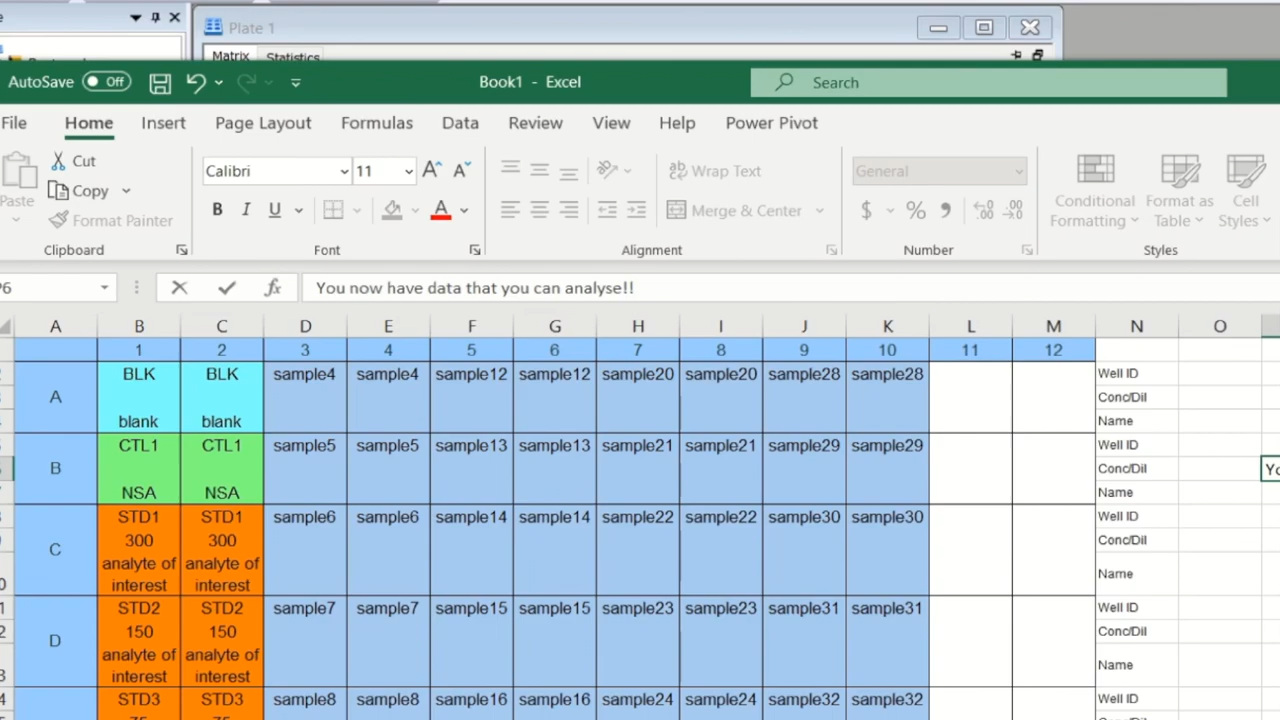 Plate 1
Matrix Statistics
AutoSave Off Book1 - Excel Search
File Home Insert Page Layout Formulas Data Review View Help Power Pivot
Paste Cut Copy Format Painter
Clipboard
Calibri 11
B I U A
Font
Wrap Text
Merge & Center
Alignment
General
$ %
Number
Conditional Formatting Format as Table Cell Styles
Styles
P6 fx You now have data that you can analyse!!
A B C D E F G H I J K L M N O
1 2 3 4 5 6 7 8 9 10 11 12
A BLK BLK sample4 sample4 sample12 sample12 sample20 sample20 sample28 sample28 Well ID
Conc/Dil
blank blank Name
B CTL1 CTL1 sample5 sample5 sample13 sample13 sample21 sample21 sample29 sample29 Well ID
Conc/Dil
NSA NSA Name
C STD1 STD1 sample6 sample6 sample14 sample14 sample22 sample22 sample30 sample30 Well ID
300 300 Conc/Dil
analyte of interest analyte of interest Name
D STD2 STD2 sample7 sample7 sample15 sample15 sample23 sample23 sample31 sample31 Well ID
150 150 Conc/Dil
analyte of interest analyte of interest Name
STD3 STD3 sample8 sample8 sample16 sample16 sample24 sample24 sample32 sample32 Well ID